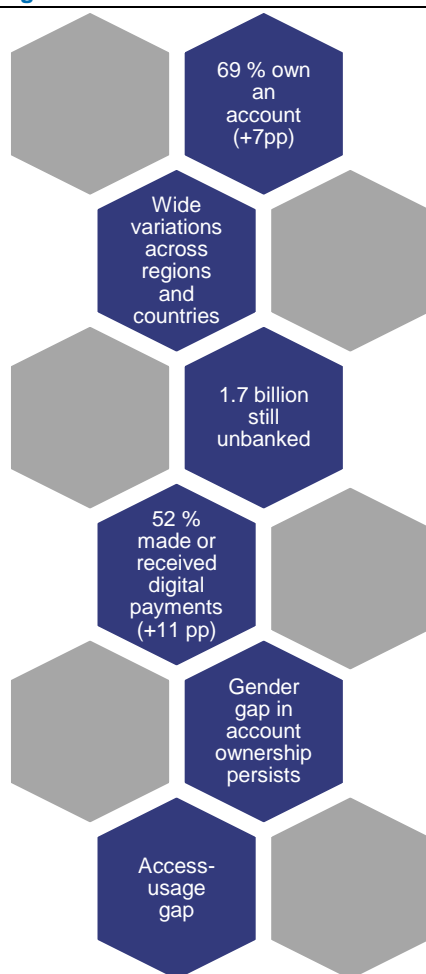 69 % own
an
account
(+7pp)
Wide
variations
across
regions
and
countries
1.7 billion
still
unbanked
52 %
made or
received
digital
payments
(+11 pp)
Gender
gap in
account
ownership
persists
Access-
usage
gap